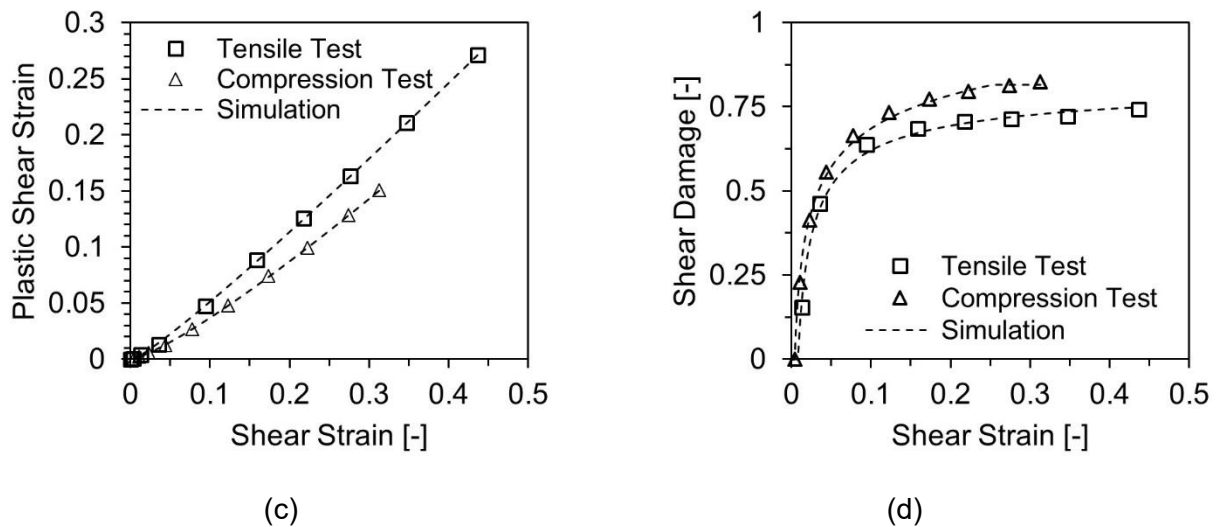 0.3
0.25
0.2
0.15
0.1
0.05
0
Plastic Shear Strain
Tensile Test
Compression Test
Simulation
0 0.1 0.2 0.3 0.4 0.5
Shear Strain [-]
(c)
1
0.75
0.5
0.25
0
Shear Damage [-]
Tensile Test
Compression Test
Simulation
0 0.1 0.2 0.3 0.4 0.5
Shear Strain [-]
(d)